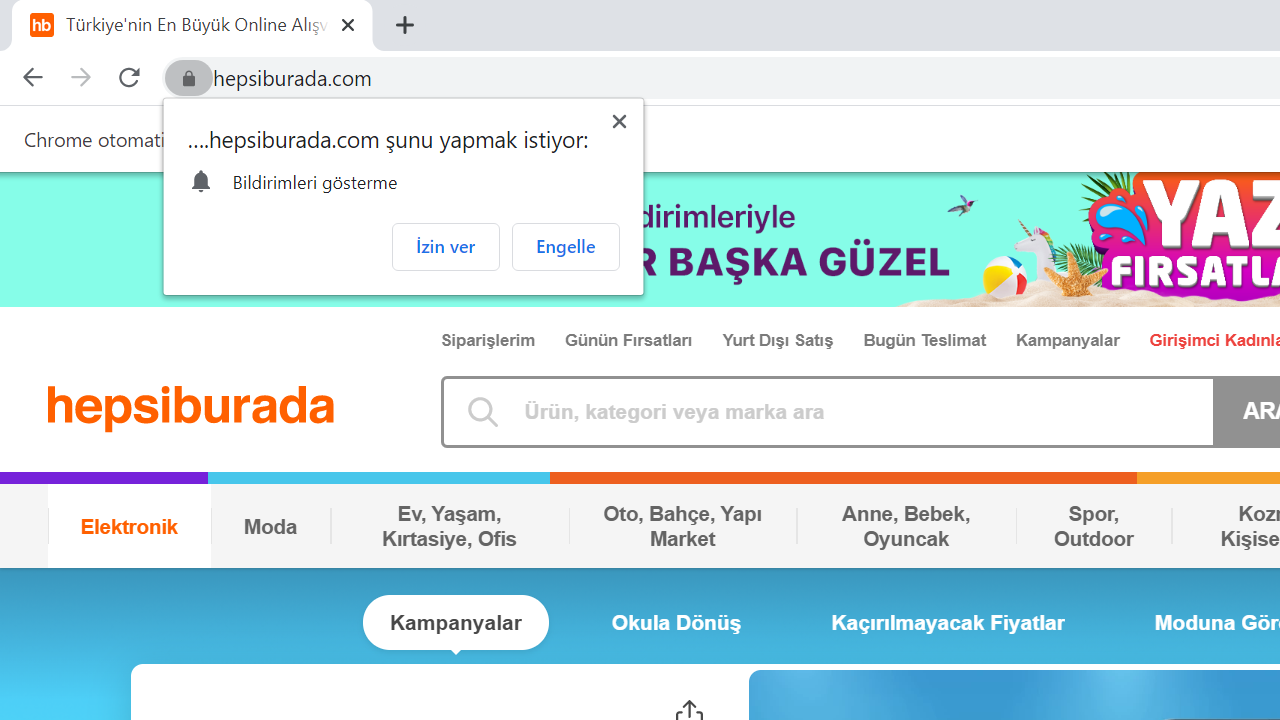 hb Türkiye'nin En Büyük Online Alışv
hepsiburada.com
Chrome otomati
....hepsiburada.com şunu yapmak istiyor:
Bildirimleri gösterme
İzin ver Engelle
dirimleriyle
R BAŞKA GÜZEL
YAZ
FIRSATLA
Siparişlerim Günün Fırsatları Yurt Dışı Satış Bugün Teslimat Kampanyalar Girişimci Kadınla
hepsiburada
Ürün, kategori veya marka ara
ARA
Elektronik
Moda
Ev, Yaşam,
Kırtasiye, Ofis
Oto, Bahçe, Yapı
Market
Anne, Bebek,
Oyuncak
Spor,
Outdoor
Kozm
Kişise
Kampanyalar Okula Dönüş Kaçırılmayacak Fiyatlar Moduna Göre